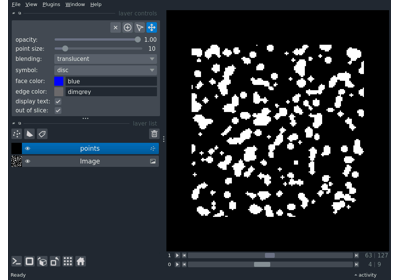 File View Plugins Window Help
layer controls
opacity: 1.00
point size: 10
blending: translucent
symbol: disc
face color: blue
edge color: dimgrey
display text:
out of slice:
layer list
points
Image
1 63 127
0 4 9
Ready activity